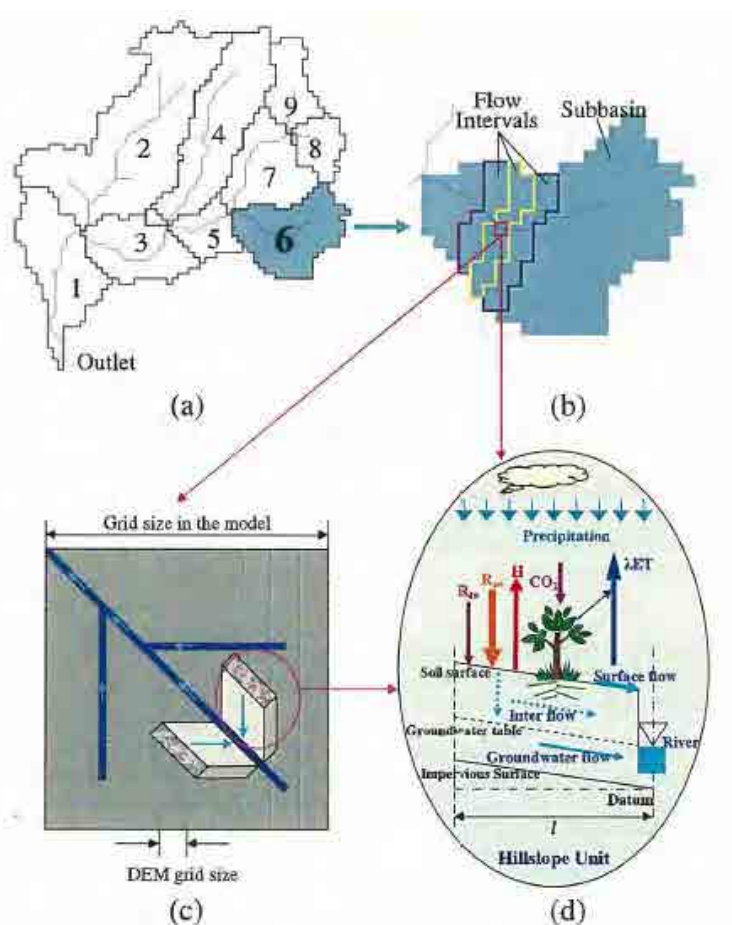 9
2
4
8
7
6
3
5
1
Outlet
(a)
Flow
Intervals
Subbasin
(b)
Grid size in the model
DEM grid size
(c)
Precipitation
H
CO₂
λET
Soil surface
Surface flow
Inter flow
Groundwater table
River
Groundwater flow
Impervious Surface
Datum
l
Hillslope Unit
(d)